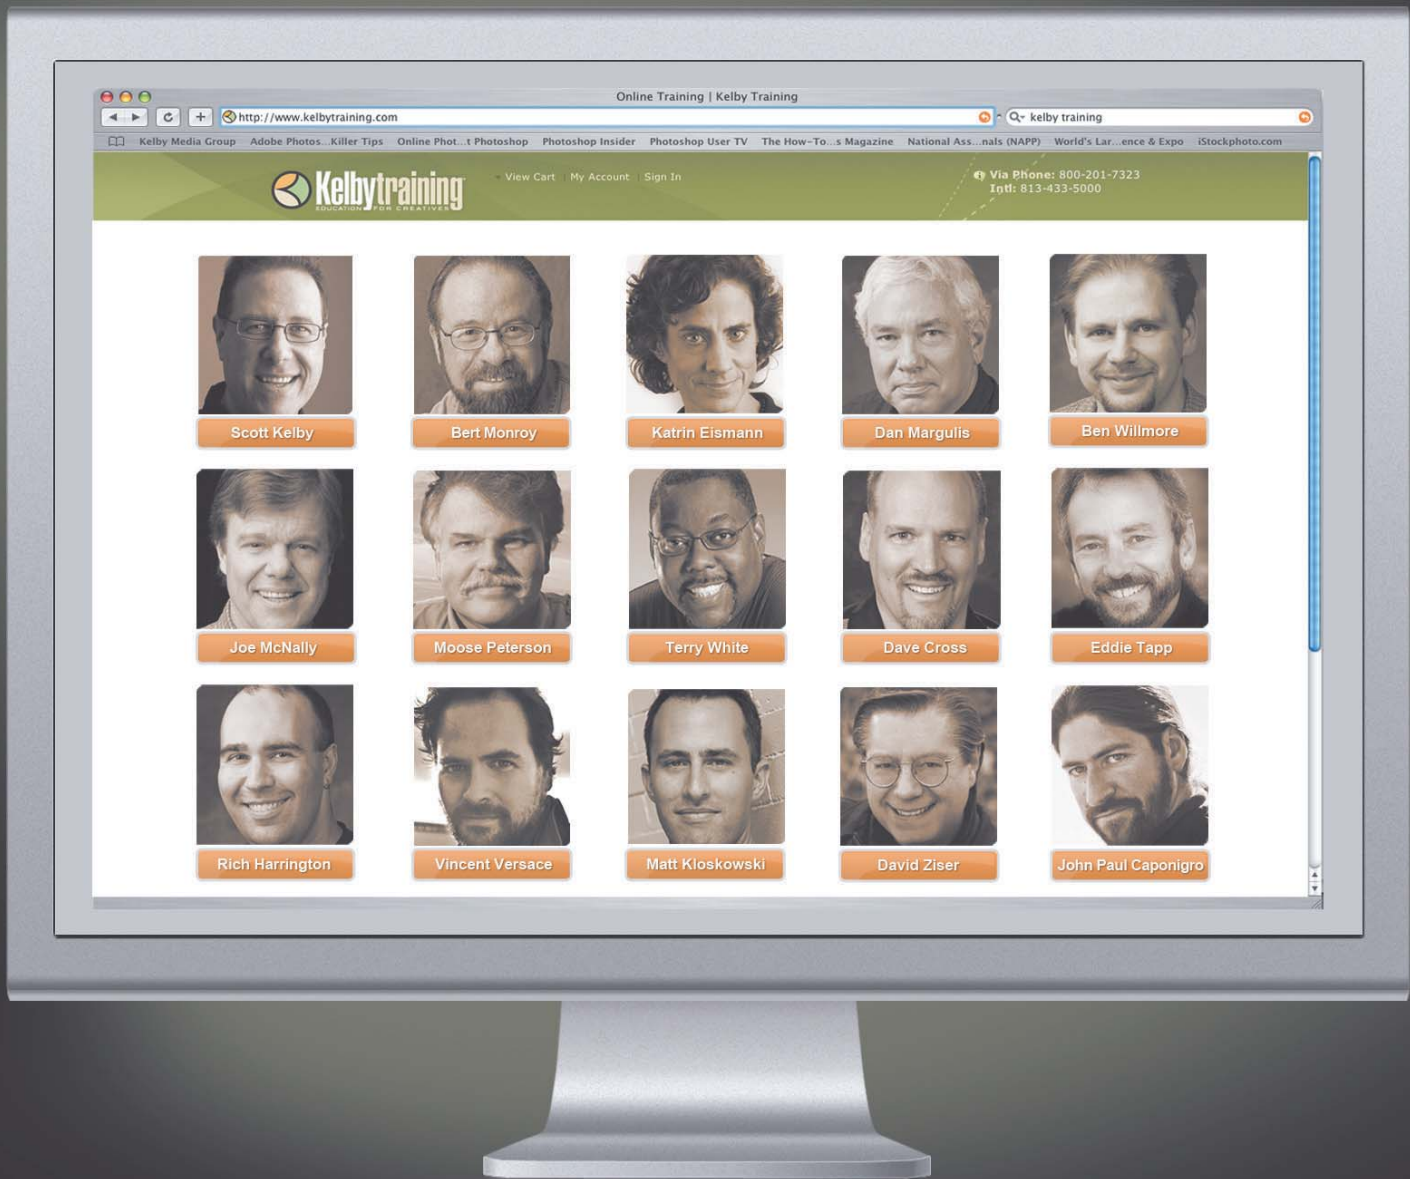 Online Training | Kelby Training
http://www.kelbytraining.com
kelby training
Kelby Media Group Adobe Photos...Killer Tips Online Phot...t Photoshop Photoshop Insider Photoshop User TV The How-To...s Magazine National Ass...nals (NAPP) World's Lar...ence & Expo iStockphoto.com
Kelbytraining
EDUCATION FOR CREATIVES
View Cart | My Account | Sign In
Via Phone: 800-201-7323
Intl: 813-433-5000
Scott Kelby Bert Monroy Katrin Eismann Dan Margulis Ben Willmore
Joe McNally Moose Peterson Terry White Dave Cross Eddie Tapp
Rich Harrington Vincent Versace Matt Kloskowski David Ziser John Paul Caponigro